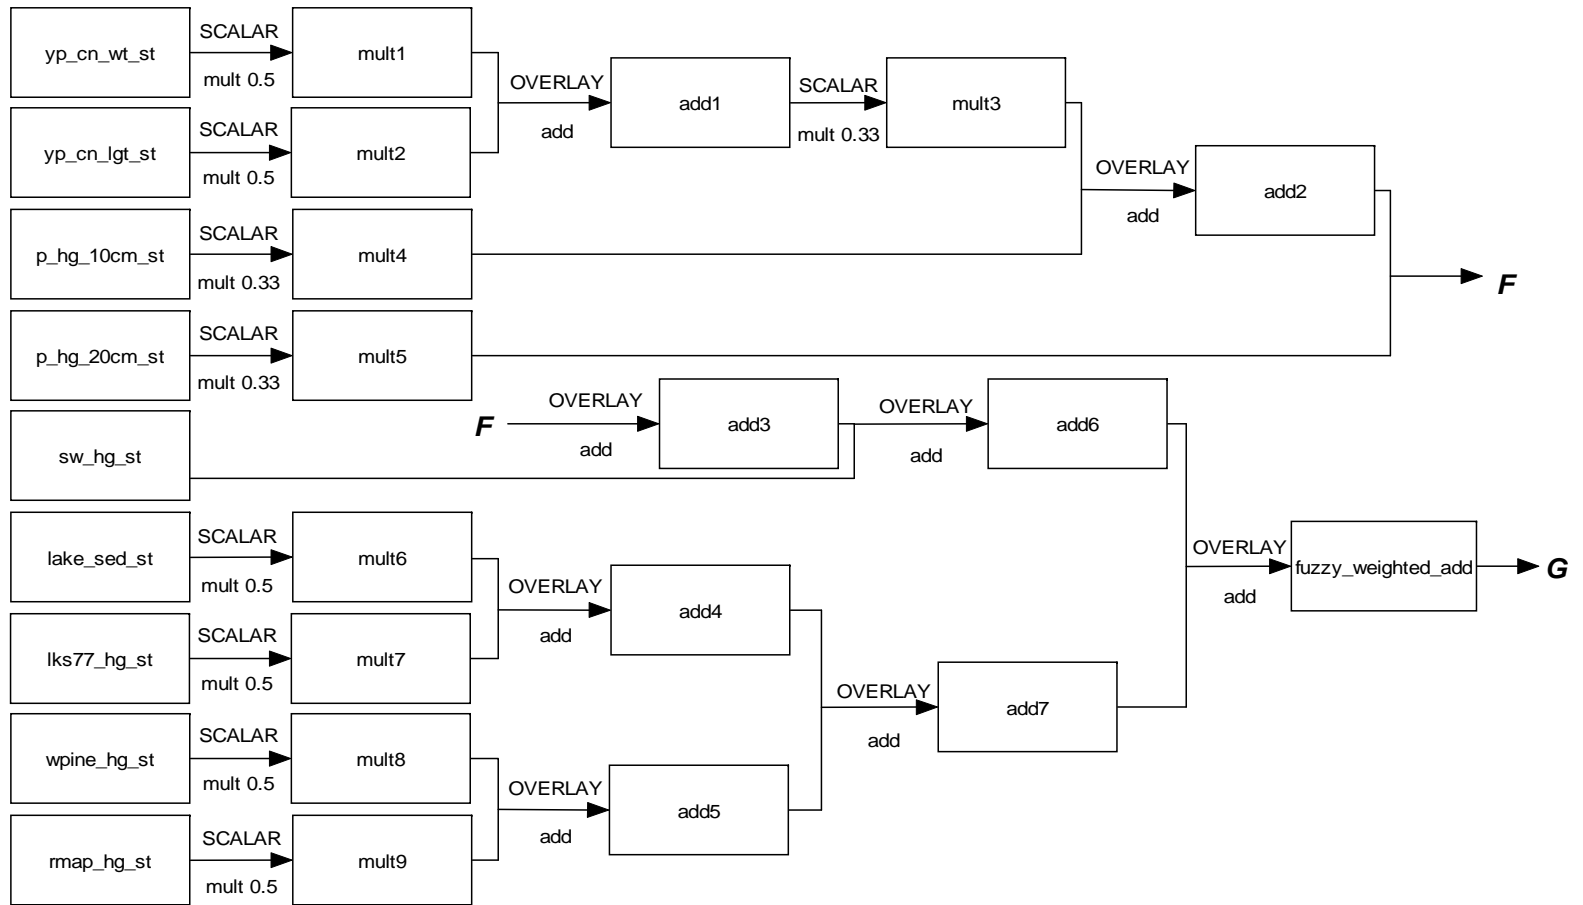 yp_cn_wt_st
SCALAR
mult 0.5
mult1
OVERLAY
add
add1
SCALAR
mult 0.33
mult3
yp_cn_lgt_st
SCALAR
mult 0.5
mult2
OVERLAY
add
add2
p_hg_10cm_st
SCALAR
mult 0.33
mult4
F
p_hg_20cm_st
SCALAR
mult 0.33
mult5
F
OVERLAY
add
add3
OVERLAY
add
add6
sw_hg_st
lake_sed_st
SCALAR
mult 0.5
mult6
OVERLAY
add
add4
OVERLAY
add
fuzzy_weighted_add
G
lks77_hg_st
SCALAR
mult 0.5
mult7
OVERLAY
add
add7
wpine_hg_st
SCALAR
mult 0.5
mult8
OVERLAY
add
add5
rmap_hg_st
SCALAR
mult 0.5
mult9